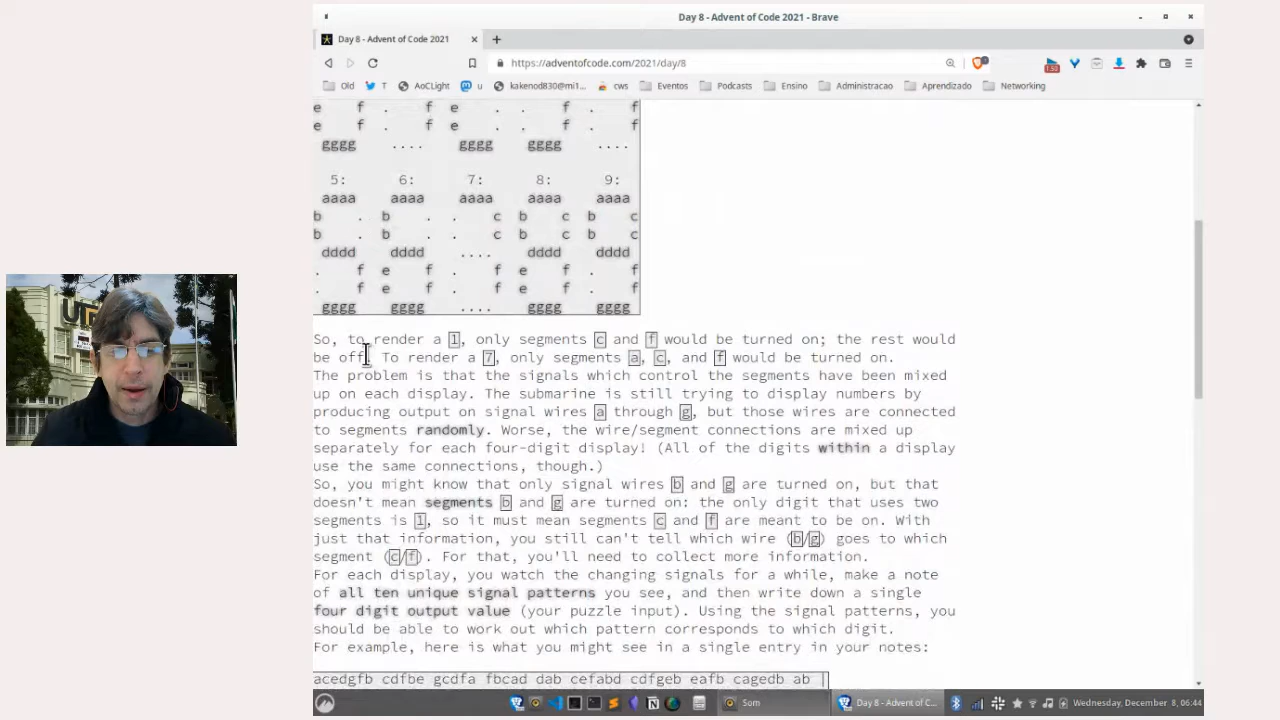 Day 8 - Advent of Code 2021 - Brave
Day 8 - Advent of Code 2021
https://adventofcode.com/2021/day/8
1.50
Old T AoCLight u kakenod830@mi1... cws Eventos Podcasts Ensino Administracao Aprendizado Networking
e f . f e . . f . f
e f . f e . . f . f
gggg .... gggg gggg ....
5: 6: 7: 8: 9:
aaaa aaaa aaaa aaaa aaaa
b . b . . c b c b c
b . b . . c b c b c
dddd dddd .... dddd dddd
. f e f . f e f . f
. f e f . f e f . f
gggg gggg .... gggg gggg
So, to render a 1, only segments c and f would be turned on; the rest would
be off. To render a 7, only segments a, c, and f would be turned on.
The problem is that the signals which control the segments have been mixed
up on each display. The submarine is still trying to display numbers by
producing output on signal wires a through g, but those wires are connected
to segments randomly. Worse, the wire/segment connections are mixed up
separately for each four-digit display! (All of the digits within a display
use the same connections, though.)
So, you might know that only signal wires b and g are turned on, but that
doesn't mean segments b and g are turned on: the only digit that uses two
segments is 1, so it must mean segments c and f are meant to be on. With
just that information, you still can't tell which wire (b/g) goes to which
segment (c/f). For that, you'll need to collect more information.
For each display, you watch the changing signals for a while, make a note
of all ten unique signal patterns you see, and then write down a single
four digit output value (your puzzle input). Using the signal patterns, you
should be able to work out which pattern corresponds to which digit.
For example, here is what you might see in a single entry in your notes:
acedgfb cdfbe gcdfa fbcad dab cefabd cdfgeb eafb cagedb ab |
Som Day 8 - Advent of C... Wednesday, December 8, 06:44